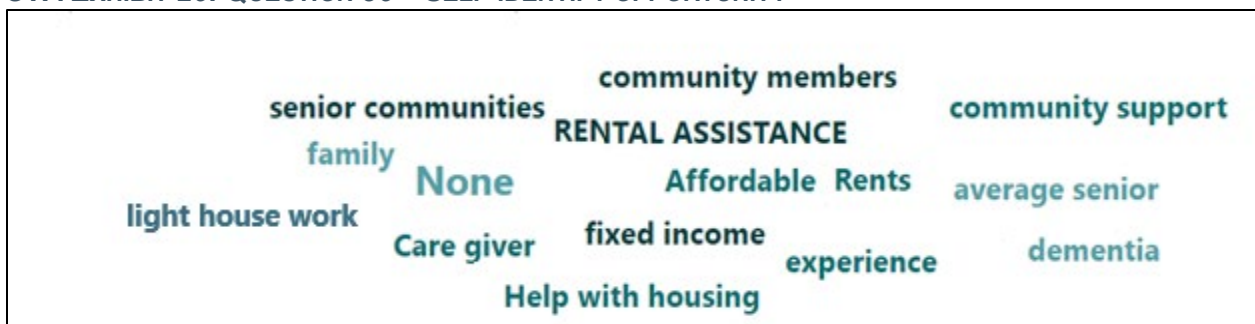 community members
senior communities
community support
RENTAL ASSISTANCE
family
None
Affordable Rents
average senior
light house work
Care giver
fixed income
experience
dementia
Help with housing